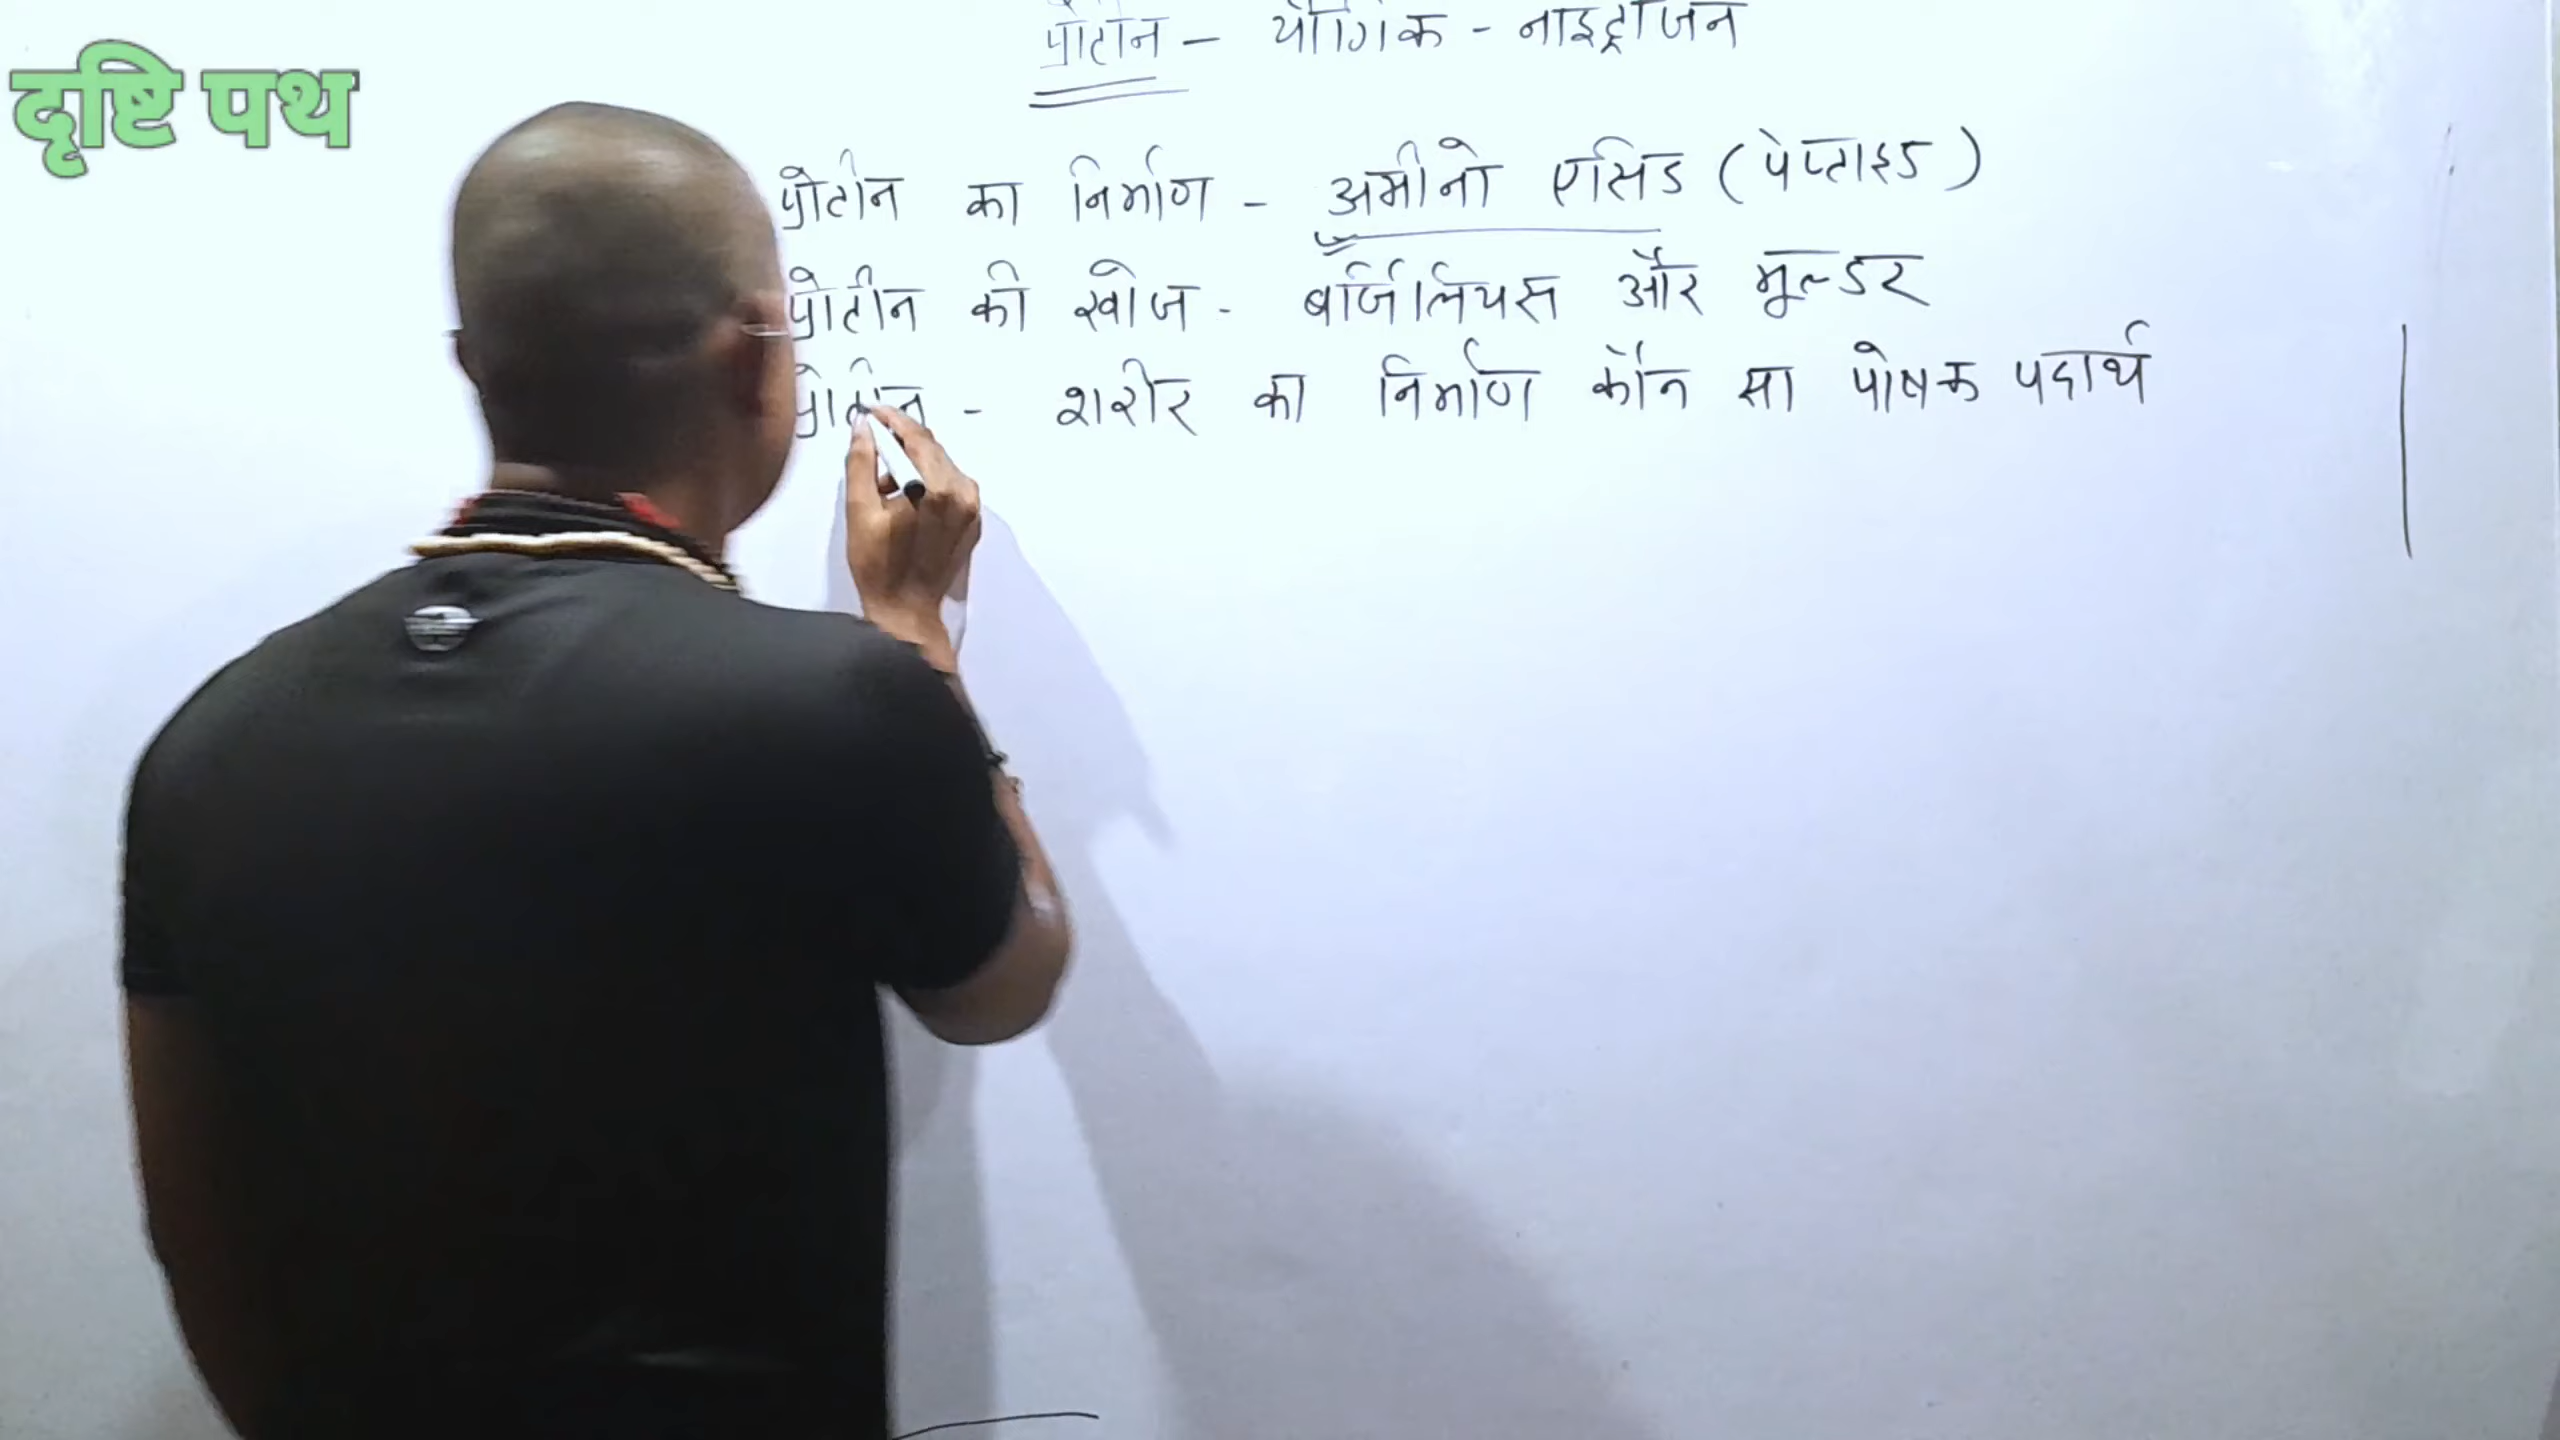 दृष्टि पथ
प्रोटीन - यौगिक - नाइट्रोजन
प्रोटीन का निर्माण - अमीनो एसिड (पेप्टाइड)
प्रोटीन की खोज - बर्जिलियस और मूल्डर
प्रोटीन - शरीर का निर्माण कौन सा पोषक पदार्थ